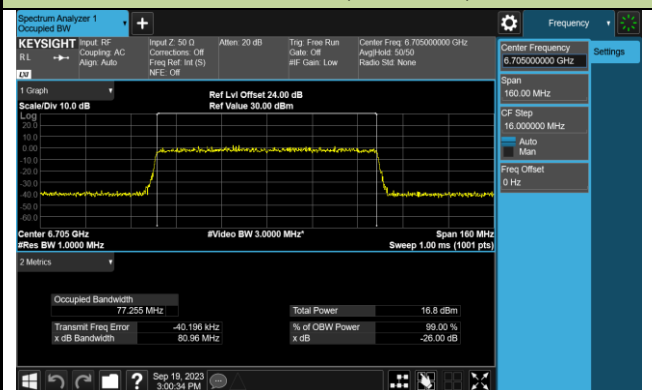 Spectrum Analyzer 1
Occupied BW
Frequency
KEYSIGHT
RL
LXI
Input: RF
Coupling: AC
Align: Auto
Input Z: 50 Ω
Corrections: Off
Freq Ref: Int (S)
NFE: Off
Atten: 20 dB
Trig: Free Run
Gate: Off
#IF Gain: Low
Center Freq: 6.705000000 GHz
Avg|Hold: 50/50
Radio Std: None
Center Frequency
6.705000000 GHz
Settings
Span
160.00 MHz
CF Step
16.000000 MHz
Auto
Man
Freq Offset
0 Hz
1 Graph
Scale/Div 10.0 dB
Ref Lvl Offset 24.00 dB
Ref Value 30.00 dBm
Log
20.0
10.0
0.00
-10.0
-20.0
-30.0
-40.0
-50.0
-60.0
Center 6.705 GHz
#Res BW 1.0000 MHz
#Video BW 3.0000 MHz*
Span 160 MHz
Sweep 1.00 ms (1001 pts)
2 Metrics
Occupied Bandwidth
77.255 MHz
Total Power 16.8 dBm
Transmit Freq Error -40.196 kHz
% of OBW Power 99.00 %
x dB Bandwidth 80.96 MHz
x dB -26.00 dB
?
Sep 19, 2023
3:00:34 PM